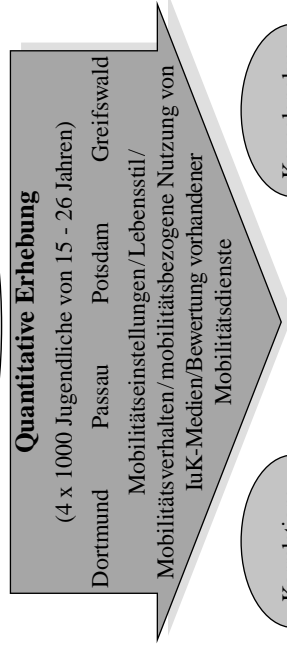 Quantitative Erhebung
(4 x 1000 Jugendliche von 15 - 26 Jahren)
Dortmund Passau Potsdam Greifswald
Mobilitätseinstellungen/Lebensstil/
Mobilitätsverhalten/mobilitätsbezogene Nutzung von
IuK-Medien/Bewertung vorhandener
Mobilitätsdienste